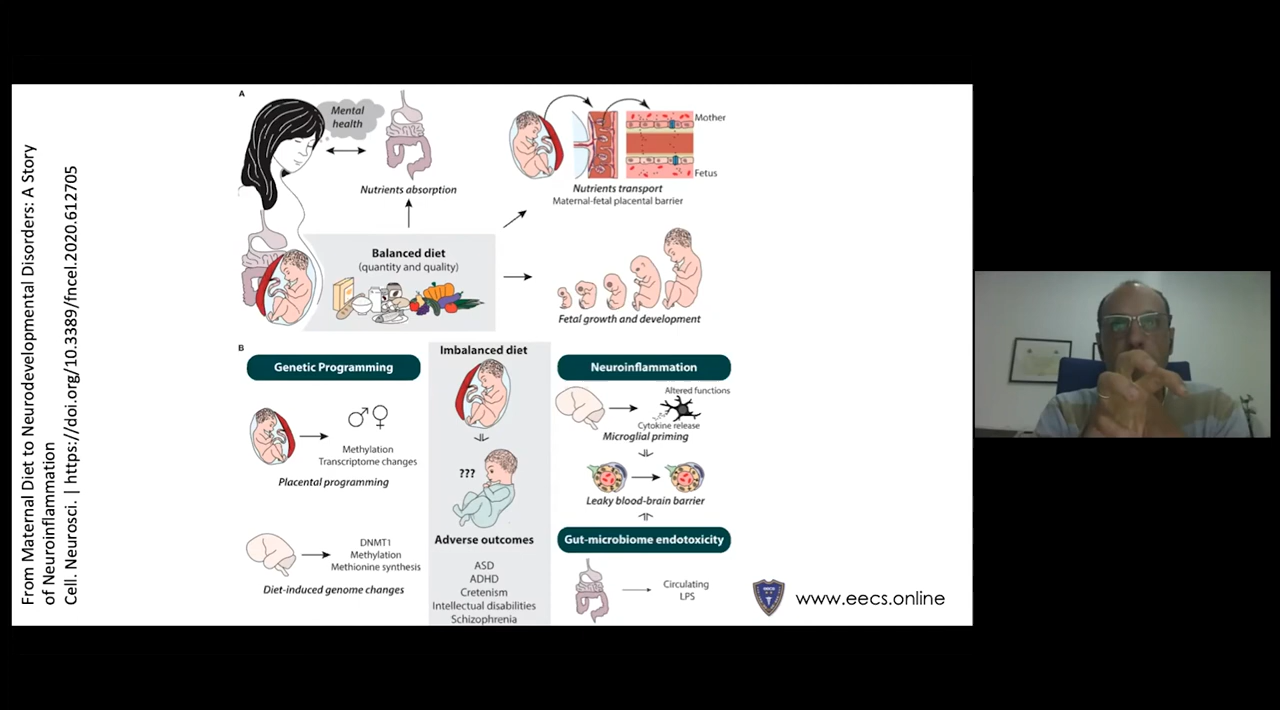 From Maternal Diet to Neurodevelopmental Disorders: A Story
of Neuroinflammation
Cell. Neurosci. | https://doi.org/10.3389/fncel.2020.612705
A
Mental
health
Nutrients absorption
Mother
Fetus
Nutrients transport
Maternal-fetal placental barrier
Balanced diet
(quantity and quality)
Fetal growth and development
B
Genetic Programming
Methylation
Transcriptome changes
Placental programming
DNMT1
Methylation
Methionine synthesis
Diet-induced genome changes
Imbalanced diet
???
Adverse outcomes
ASD
ADHD
Cretenism
Intellectual disabilities
Schizophrenia
Neuroinflammation
Altered functions
Cytokine release
Microglial priming
Leaky blood-brain barrier
Gut-microbiome endotoxicity
Circulating
LPS
www.eecs.online